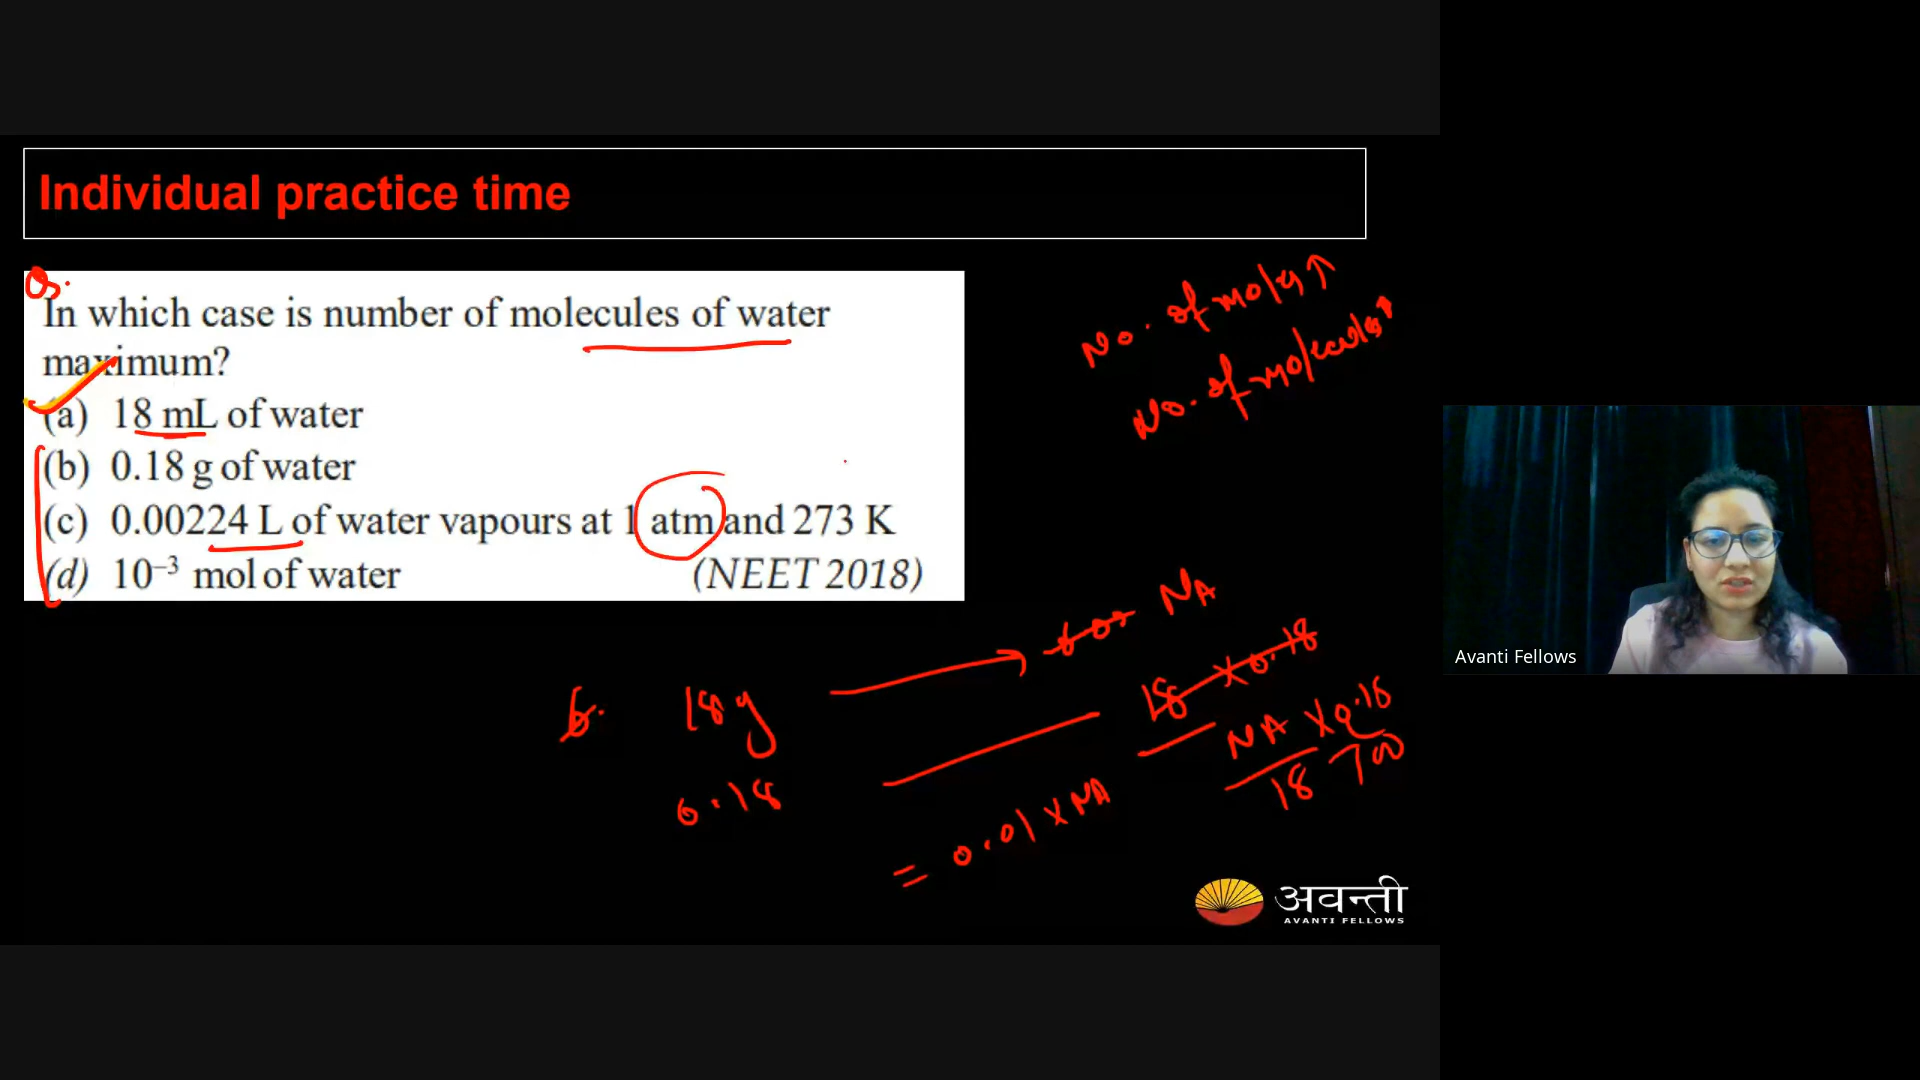 Individual practice time
Q.
In which case is number of molecules of water
maximum?
(a) 18 mL of water
(b) 0.18 g of water
(c) 0.00224 L of water vapours at 1 atm and 273 K
(d) 10⁻³ mol of water (NEET 2018)
No. of moles ↑
No. of molecules ↑
b. 18g → NA
0.18
18 × 0.18
NA × 0.18
18 100
= 0.01 × NA
Avanti Fellows
अवन्ती
AVANTI FELLOWS